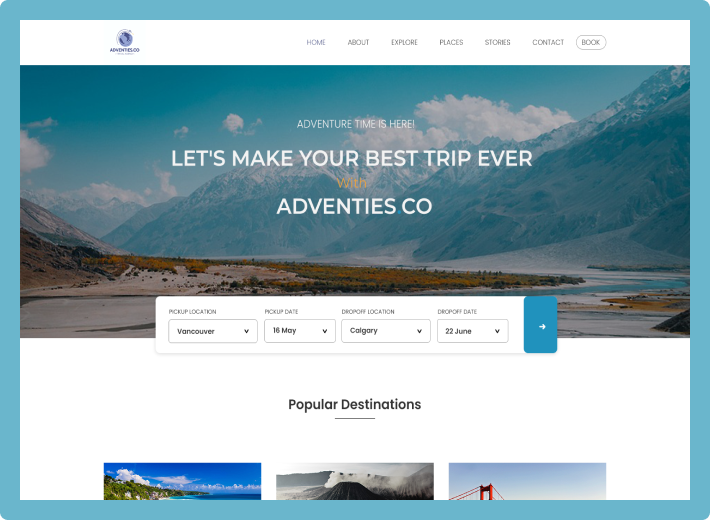 ADVENTIES.CO
HOME ABOUT EXPLORE PLACES STORIES CONTACT BOOK
ADVENTURE TIME IS HERE!
LET'S MAKE YOUR BEST TRIP EVER
With
ADVENTIES CO
PICKUP LOCATION PICKUP DATE DROPOFF LOCATION DROPOFF DATE
Vancouver 16 May Calgary 22 June
Popular Destinations